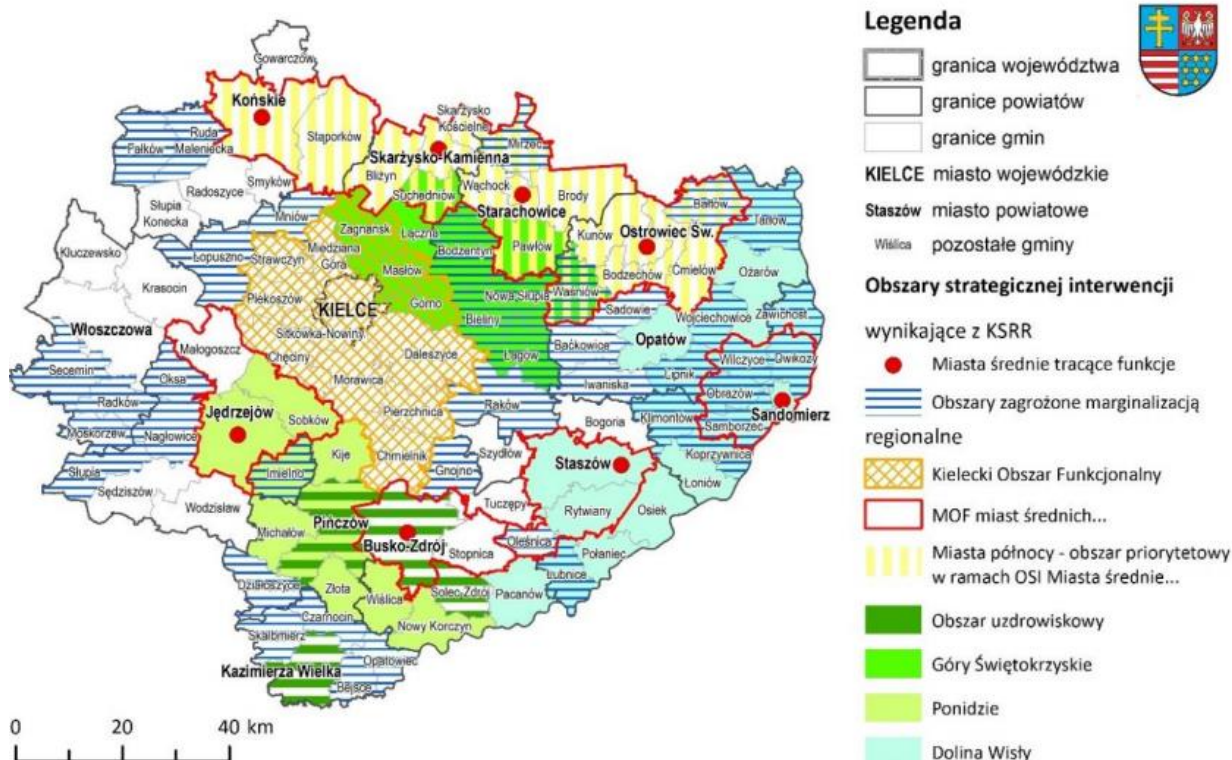 Legenda
granica województwa
granice powiatów
granice gmin
KIELCE miasto wojewódzkie
Staszów miasto powiatowe
Wiślica pozostałe gminy
Obszary strategicznej interwencji
wynikające z KSRR
Miasta średnie tracące funkcje
Obszary zagrożone marginalizacją
regionalne
Kielecki Obszar Funkcjonalny
MOF miast średnich...
Miasta północy - obszar priorytetowy
w ramach OSI Miasta średnie...
Obszar uzdrowiskowy
Góry Świętokrzyskie
Ponidzie
Dolina Wisły
Gowarczów
Końskie
Skarżysko
Kościelne
Ruda
Maleniecka
Fałków
Stąporków
Mirzec
Skarżysko-Kamienna
Bliżyn
Smyków
Radoszyce
Suchedniów
Wąchock
Brody
Starachowice
Bałtów
Tarłów
Słupia
Konecka
Mniów
Zagnańsk
Łączna
Kluczewsko
Łopuszno
Strawczyn
Miedziana
Góra
Masłów
Bodzentyn
Pawłów
Kunów
Ostrowiec Św.
Bodzechów
Ćmielów
Ożarów
Krasocin
Piekoszów
KIELCE
Górno
Nowa Słupia
Waśniów
Sadowie
Wojciechowice
Zawichost
Włoszczowa
Sitkówka-Nowiny
Bieliny
Opatów
Małogoszcz
Chęciny
Daleszyce
Łagów
Baćkowice
Wilczyce
Dwikozy
Secemin
Oksa
Morawica
Iwaniska
Lipnik
Radków
Jędrzejów
Sobków
Pierzchnica
Raków
Obrazów
Sandomierz
Moskorzew
Nagłowice
Bogoria
Klimontów
Samborzec
Kije
Chmielnik
Szydłów
Staszów
Koprzywnica
Słupia
Imielno
Gnojno
Łoniów
Sędziszów
Wodzisław
Tuczępy
Rytwiany
Osiek
Pińczów
Michałów
Busko-Zdrój
Stopnica
Oleśnica
Połaniec
Działoszyce
Złota
Łubnice
Wiślica
Solec-Zdrój
Pacanów
Czarnocin
Skalbmierz
Nowy Korczyn
Kazimierza Wielka
Opatowiec
Bejsce
0 20 40 km